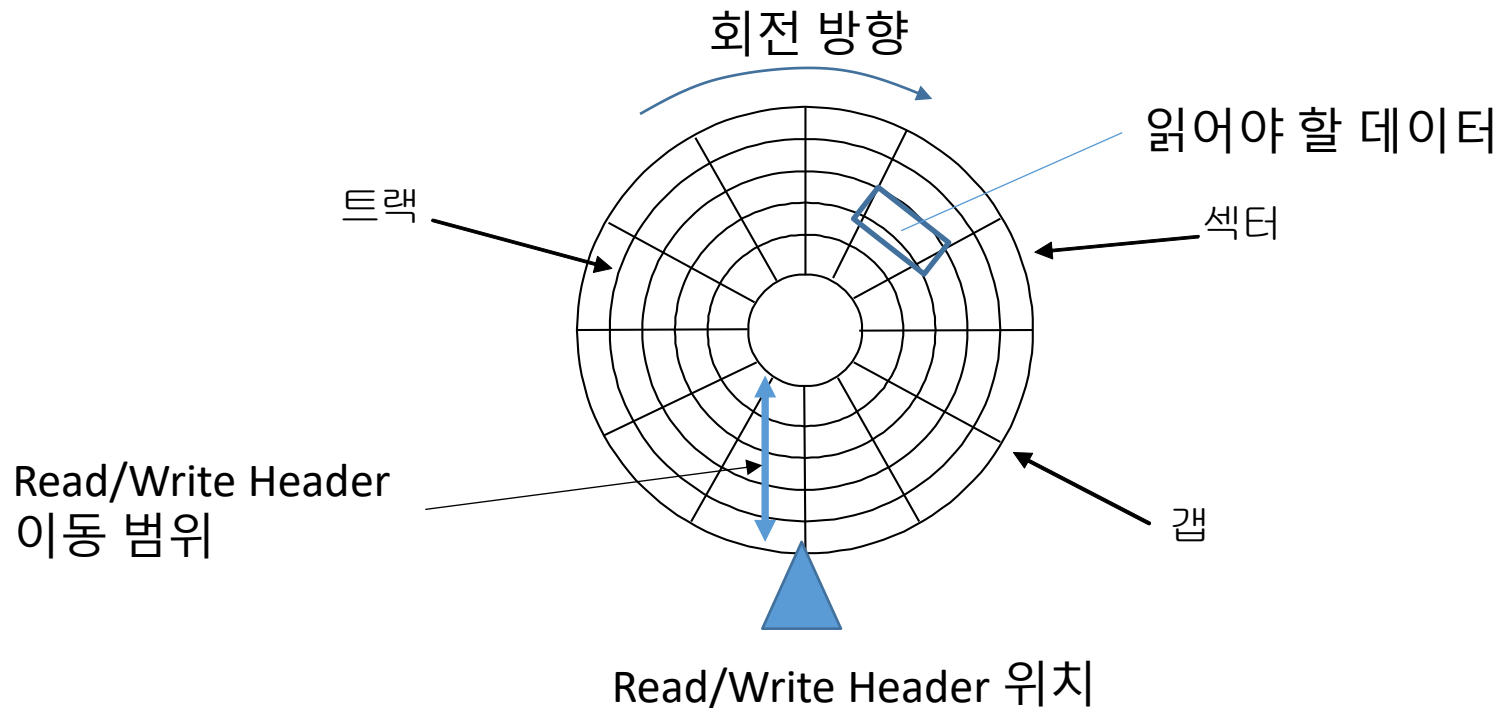 회전 방향
읽어야 할 데이터
트랙
섹터
Read/Write Header
이동 범위
갭
Read/Write Header 위치